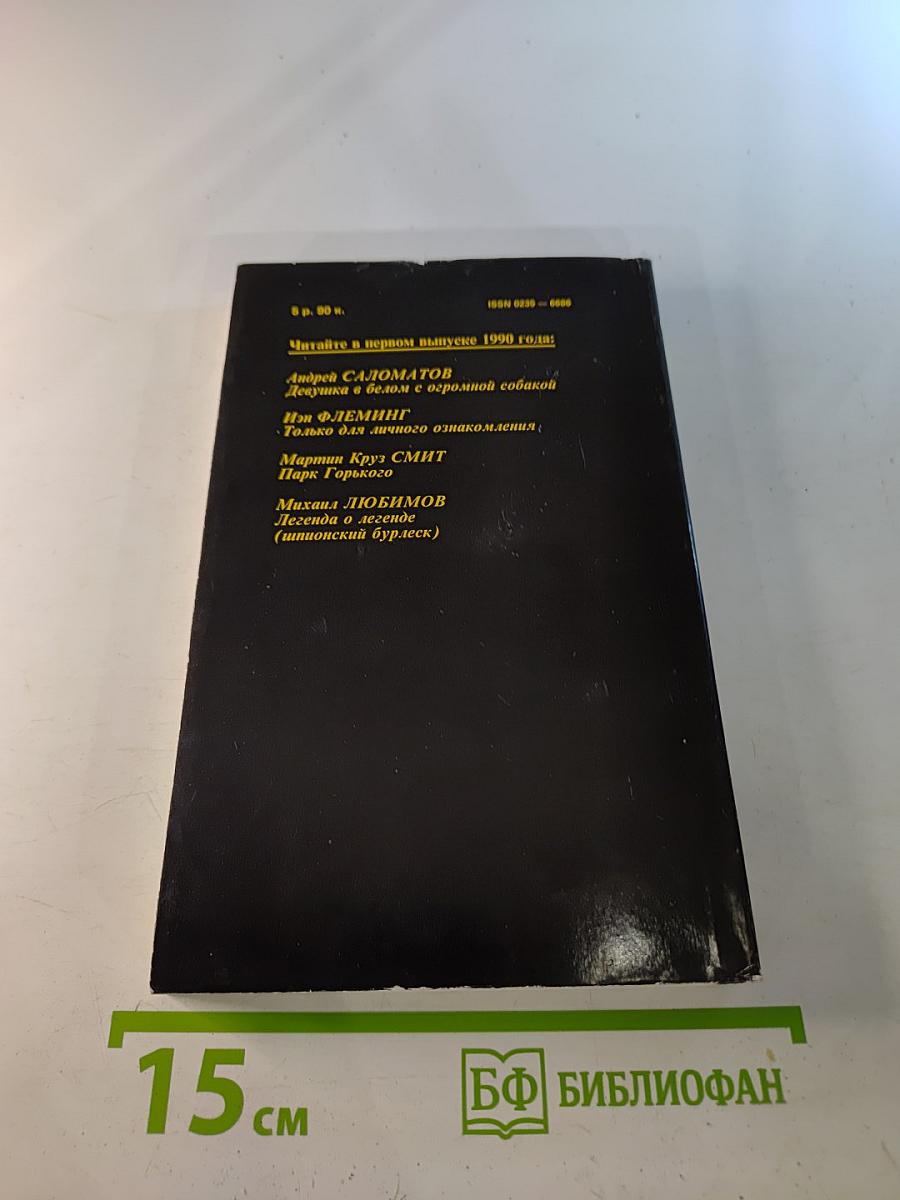 5 р. 90 к.
ISSN 0236 — 6686
Читайте в первом выпуске 1990 года:
Андрей САЛОМАТОВ
Девушка в белом с огромной собакой
Иэн ФЛЕМИНГ
Только для личного ознакомления
Мартин Круз СМИТ
Парк Горького
Михаил ЛЮБИМОВ
Легенда о легенде
(шпионский бурлеск)
15 см
БФ БИБЛИОФАН